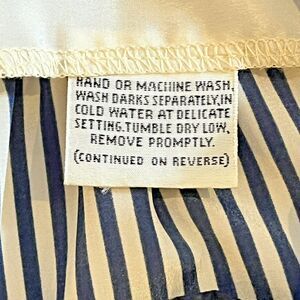 HAND OR MACHINE WASH,
WASH DARKS SEPARATELY,IN
COLD WATER AT DELICATE
SETTING.TUMBLE DRY LOW,
REMOVE PROMPTLY.
(CONTINUED ON REVERSE)